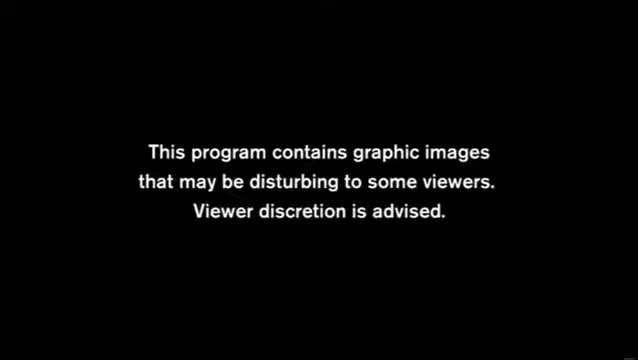 This program contains graphic images
that may be disturbing to some viewers.
Viewer discretion is advised.